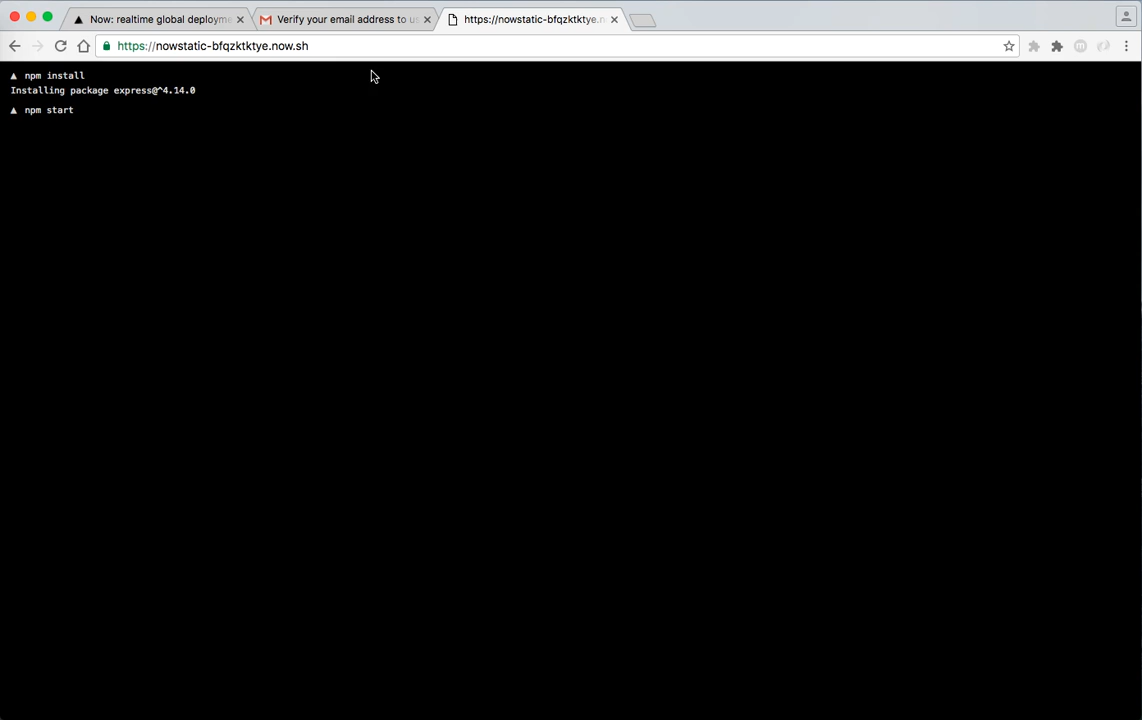 Now: realtime global deployme
Verify your email address to us
https://nowstatic-bfqzktktye.n
https://nowstatic-bfqzktktye.now.sh
▲ npm install
Installing package express@^4.14.0
▲ npm start